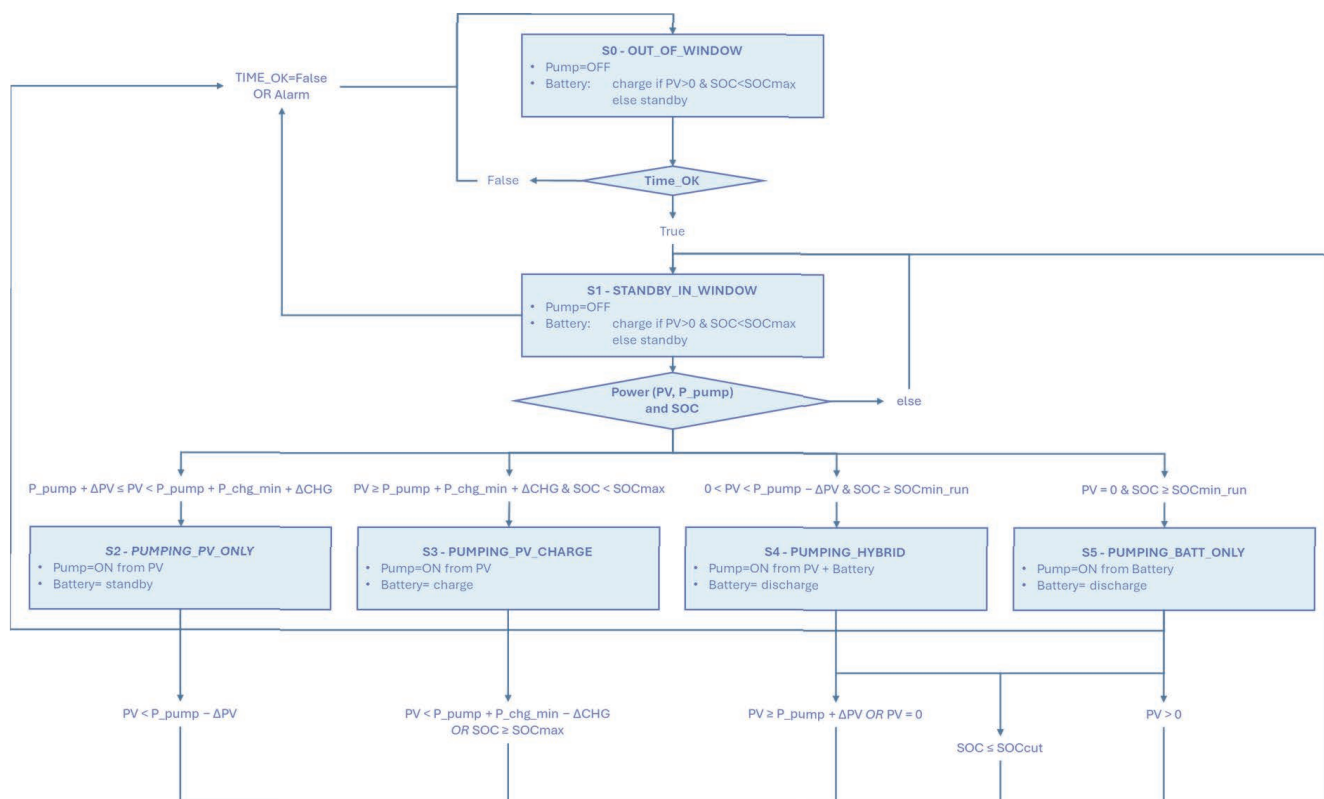 S0 - OUT_OF_WINDOW
• Pump=OFF
• Battery: charge if PV>0 & SOC<SOCmax
else standby
TIME_OK=False
OR Alarm
False
Time_OK
True
S1 - STANDBY_IN_WINDOW
• Pump=OFF
• Battery: charge if PV>0 & SOC<SOCmax
else standby
Power (PV, P_pump)
and SOC
else
P_pump + ΔPV ≤ PV < P_pump + P_chg_min + ΔCHG
PV ≥ P_pump + P_chg_min + ΔCHG & SOC < SOCmax
0 < PV < P_pump − ΔPV & SOC ≥ SOCmin_run
PV = 0 & SOC ≥ SOCmin_run
S2 - PUMPING_PV_ONLY
• Pump=ON from PV
• Battery= standby
S3 - PUMPING_PV_CHARGE
• Pump=ON from PV
• Battery= charge
S4 - PUMPING_HYBRID
• Pump=ON from PV + Battery
• Battery= discharge
S5 - PUMPING_BATT_ONLY
• Pump=ON from Battery
• Battery= discharge
PV < P_pump − ΔPV
PV < P_pump + P_chg_min − ΔCHG
OR SOC ≥ SOCmax
PV ≥ P_pump + ΔPV OR PV = 0
SOC ≤ SOCcut
PV > 0